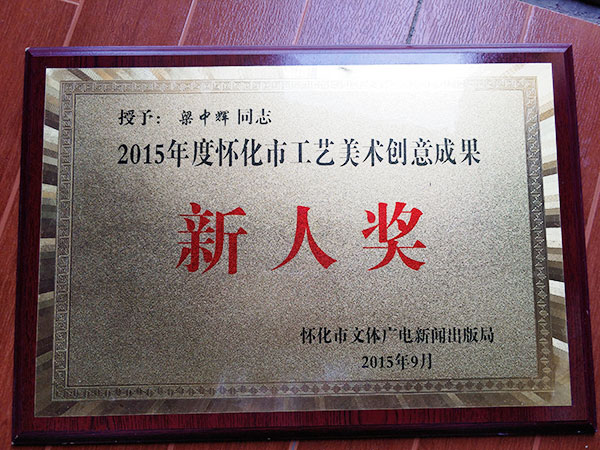 授予：梁中辉同志
2015年度怀化市工艺美术创意成果
新人奖
怀化市文体广电新闻出版局
2015年9月